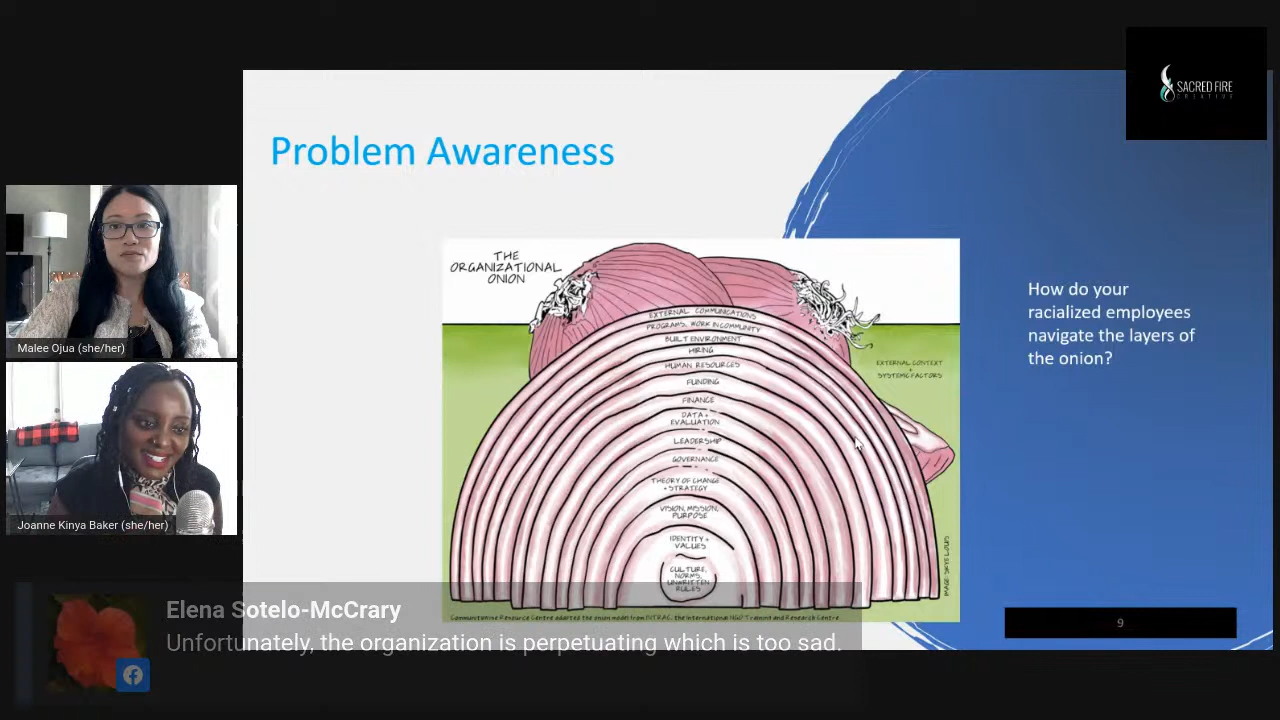 SACRED FIRE
CREATIVE
Problem Awareness
THE
ORGANIZATIONAL
ONION
EXTERNAL COMMUNICATIONS
PROGRAMS, WORK IN COMMUNITY
BUILT ENVIRONMENT
HIRING
HUMAN RESOURCES
FUNDING
FINANCE
DATA +
EVALUATION
LEADERSHIP
GOVERNANCE
THEORY OF CHANGE
+ STRATEGY
VISION, MISSION,
PURPOSE
IDENTITY +
VALUES
CULTURE,
NORMS,
UNWRITTEN
RULES
EXTERNAL CONTEXT
+
SYSTEMIC FACTORS
How do your
racialized employees
navigate the layers of
the onion?
Malee Ojua (she/her)
Joanne Kinya Baker (she/her)
Elena Sotelo-McCrary
Unfortunately, the organization is perpetuating which is too sad.
9